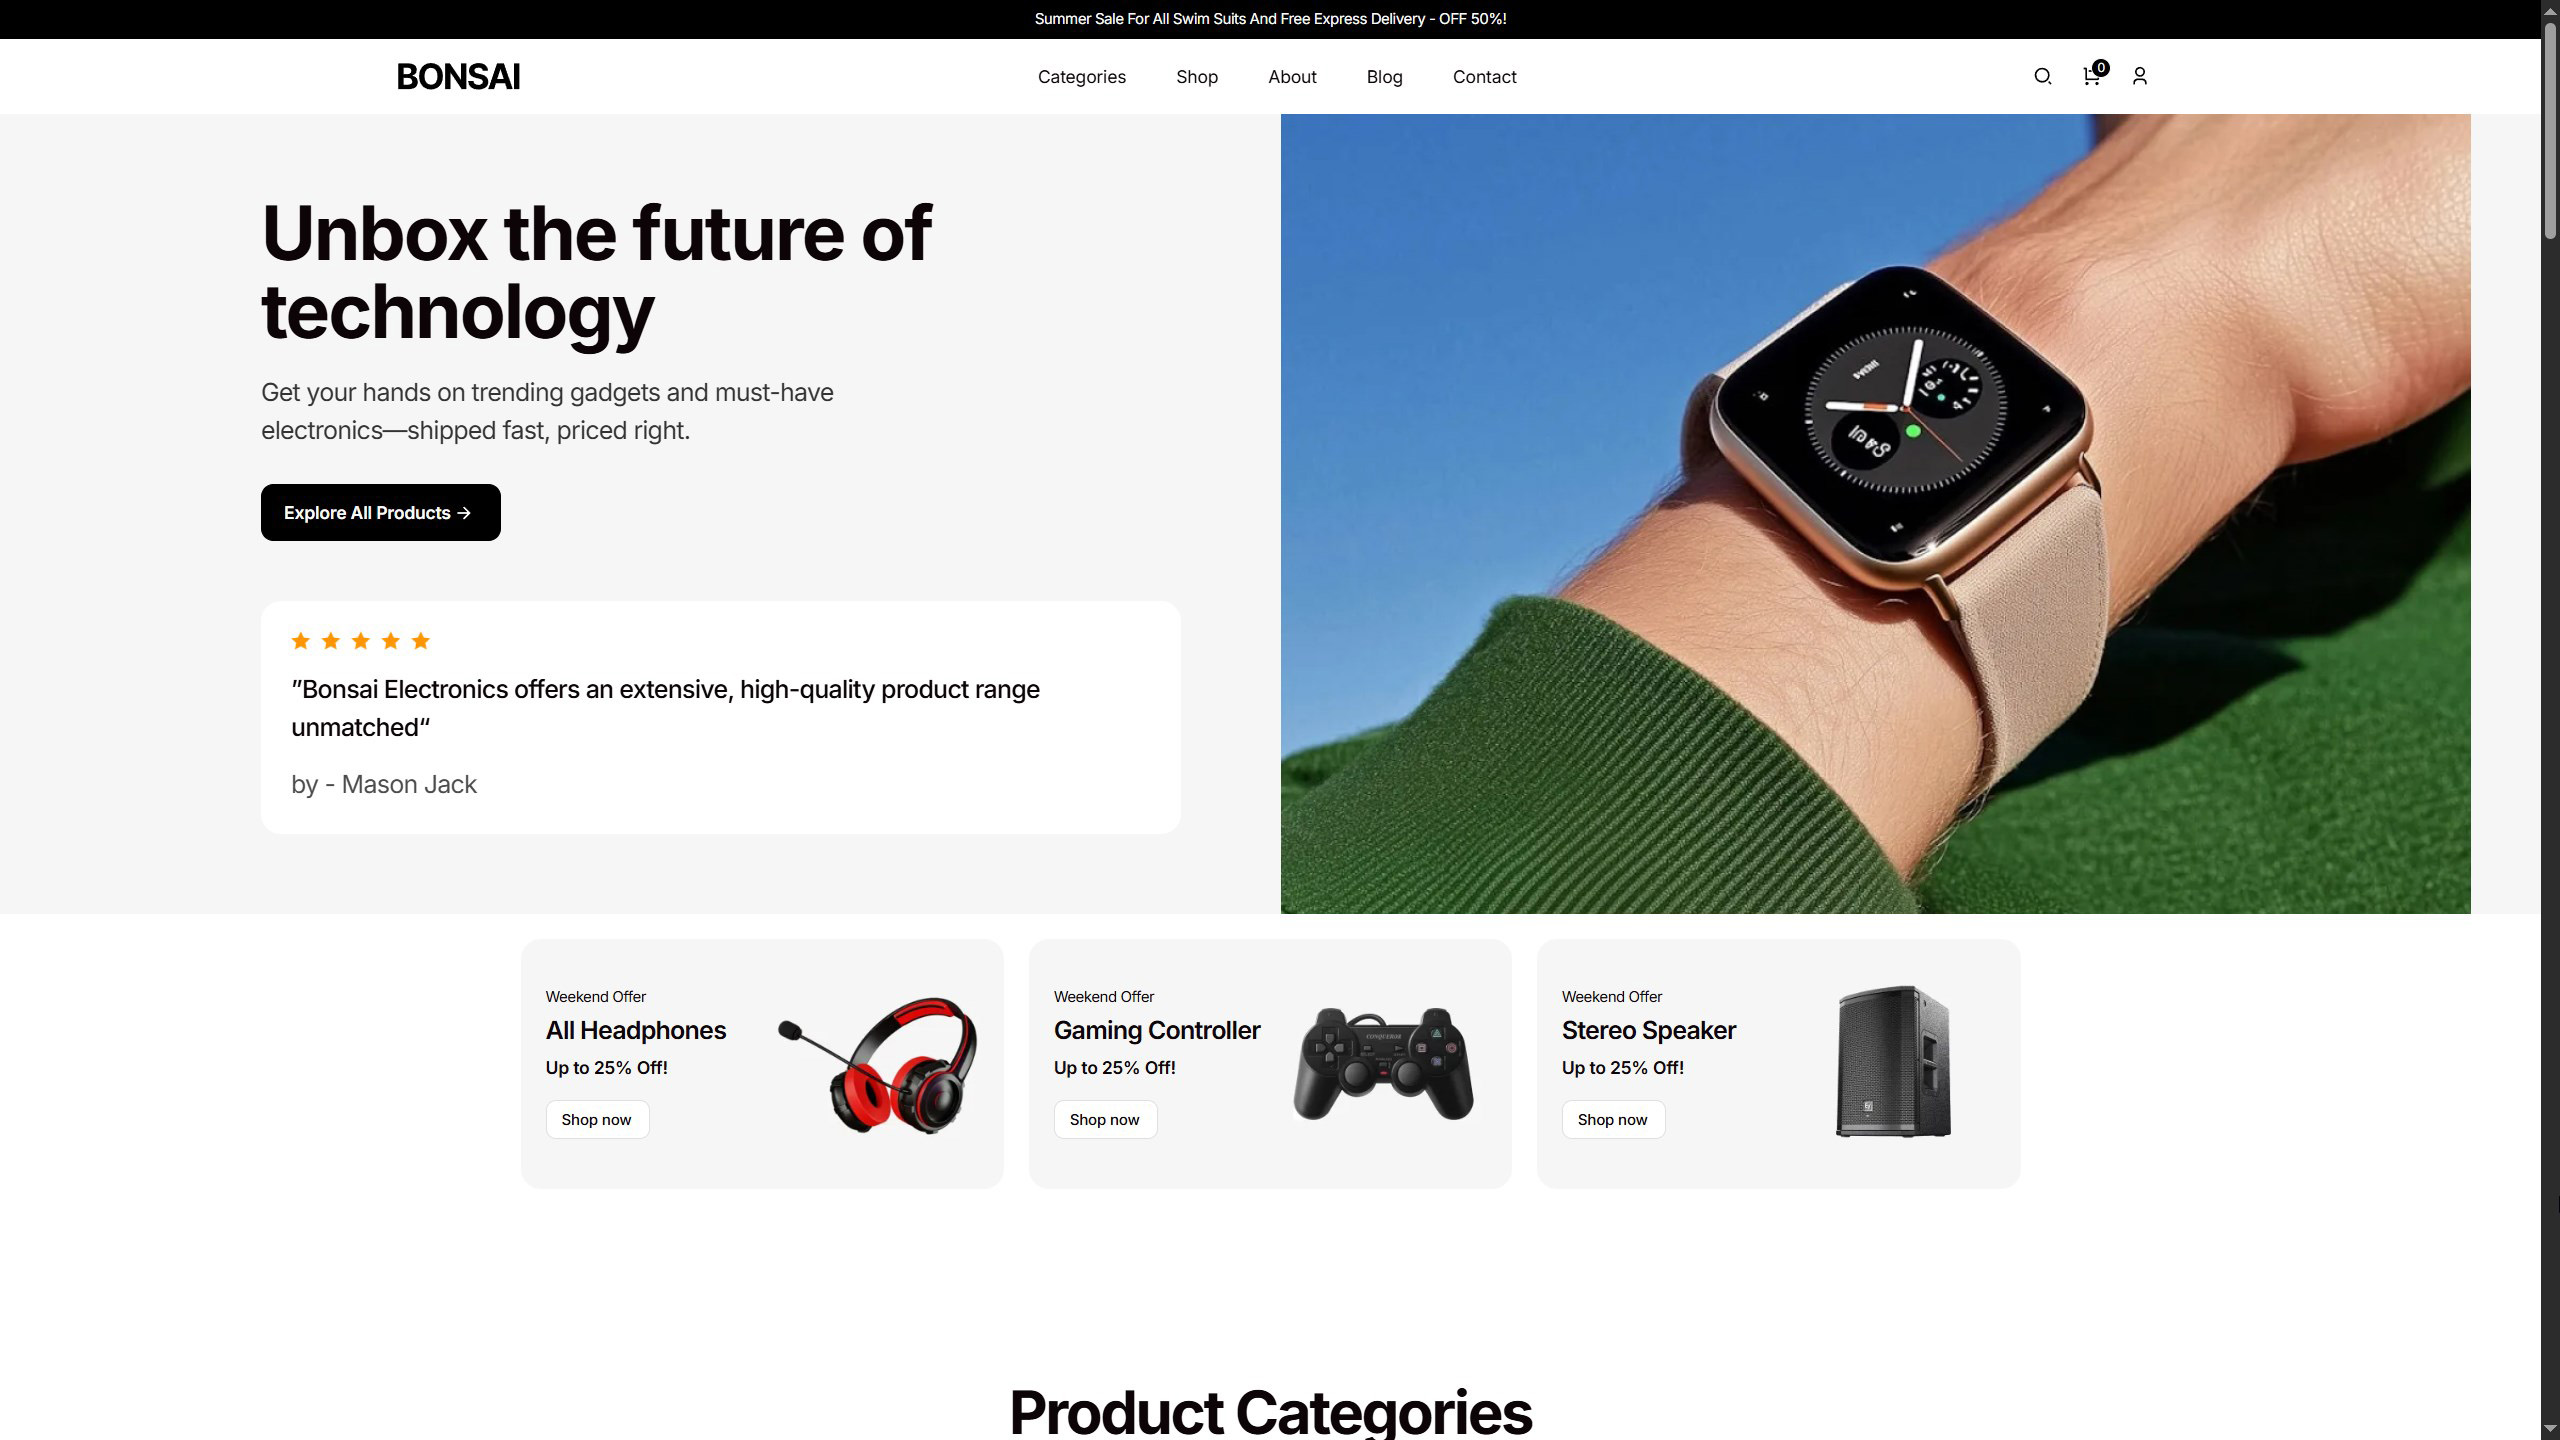 Summer Sale For All Swim Suits And Free Express Delivery - OFF 50%!
BONSAI
Categories
Shop
About
Blog
Contact
0
Unbox the future of
technology
Get your hands on trending gadgets and must-have
electronics—shipped fast, priced right.
Explore All Products →
”Bonsai Electronics offers an extensive, high-quality product range
unmatched“
by - Mason Jack
Weekend Offer
All Headphones
Up to 25% Off!
Shop now
Weekend Offer
Gaming Controller
Up to 25% Off!
Shop now
CONQUEROR
Weekend Offer
Stereo Speaker
Up to 25% Off!
Shop now
Product Categories